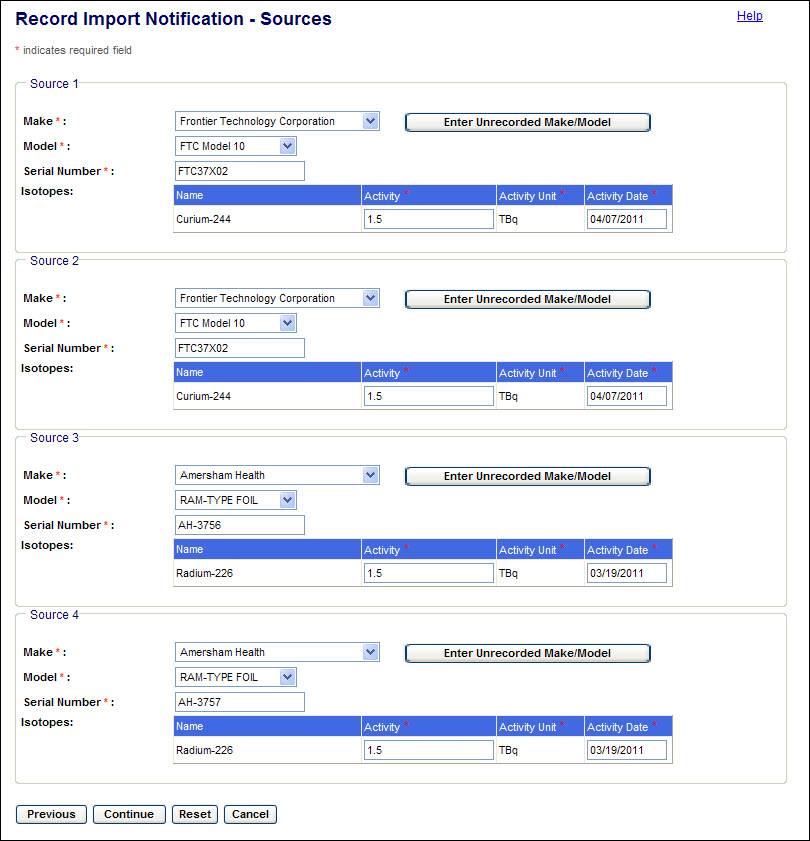 Record Import Notification - Sources
Help
* indicates required field
Source 1
Make * : Frontier Technology Corporation Enter Unrecorded Make/Model
Model * : FTC Model 10
Serial Number * : FTC37X02
Isotopes:
Name Activity * Activity Unit * Activity Date *
Curium-244 1.5 TBq 04/07/2011
Source 2
Make * : Frontier Technology Corporation Enter Unrecorded Make/Model
Model * : FTC Model 10
Serial Number * : FTC37X02
Isotopes:
Name Activity * Activity Unit * Activity Date *
Curium-244 1.5 TBq 04/07/2011
Source 3
Make * : Amersham Health Enter Unrecorded Make/Model
Model * : RAM-TYPE FOIL
Serial Number * : AH-3756
Isotopes:
Name Activity * Activity Unit * Activity Date *
Radium-226 1.5 TBq 03/19/2011
Source 4
Make * : Amersham Health Enter Unrecorded Make/Model
Model * : RAM-TYPE FOIL
Serial Number * : AH-3757
Isotopes:
Name Activity * Activity Unit * Activity Date *
Radium-226 1.5 TBq 03/19/2011
Previous Continue Reset Cancel